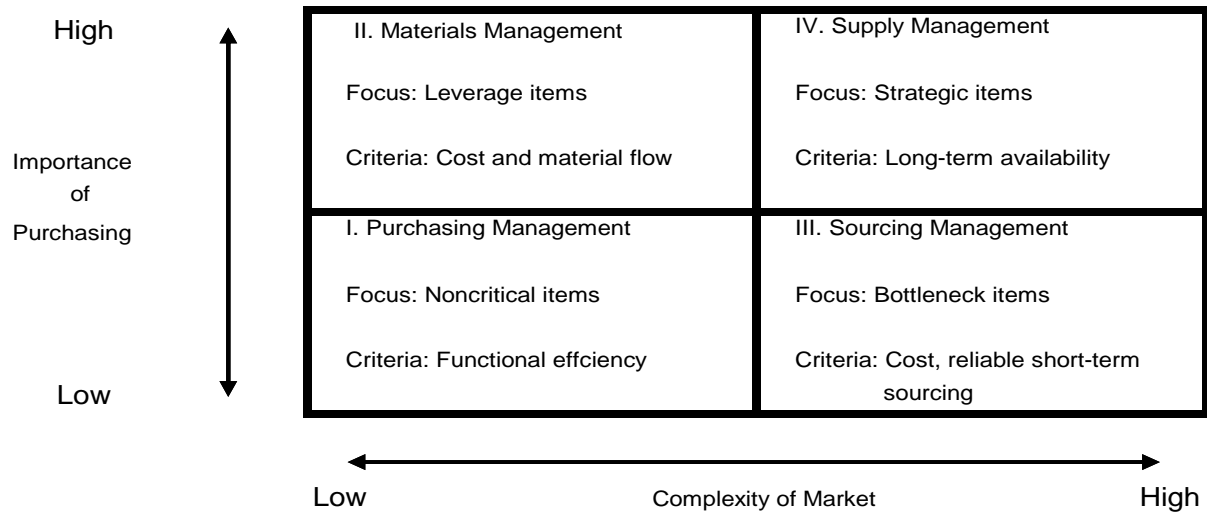 High
Importance
of
Purchasing
Low
II. Materials Management
Focus: Leverage items
Criteria: Cost and material flow
IV. Supply Management
Focus: Strategic items
Criteria: Long-term availability
I. Purchasing Management
Focus: Noncritical items
Criteria: Functional effciency
III. Sourcing Management
Focus: Bottleneck items
Criteria: Cost, reliable short-term
sourcing
Low
Complexity of Market
High